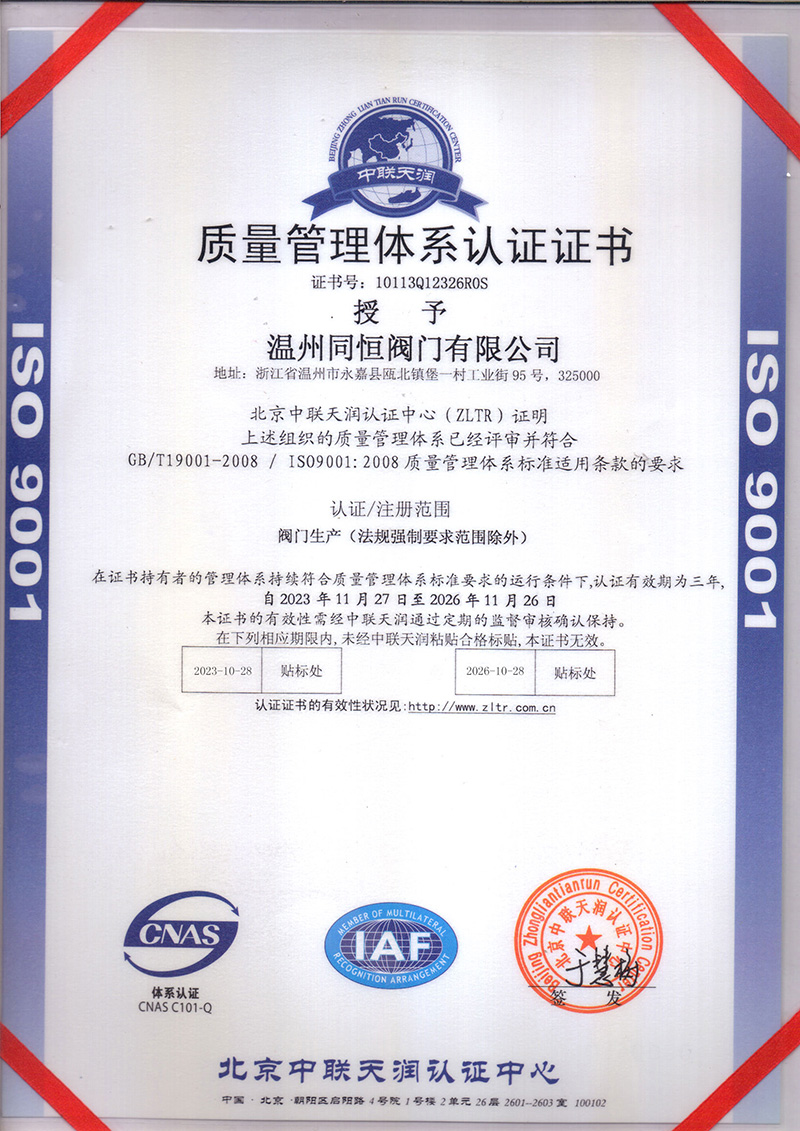 BEIJING ZHONG LIAN TIAN RUN CERTIFICATION CENTER
中联天润
质量管理体系认证证书
证书号：10113Q12326R0S
授 予
温州同恒阀门有限公司
地址：浙江省温州市永嘉县瓯北镇堡一村工业街95号，325000
北京中联天润认证中心（ZLTR）证明
上述组织的质量管理体系已经评审并符合
GB/T19001-2008 / ISO9001:2008 质量管理体系标准适用条款的要求
认证/注册范围
阀门生产（法规强制要求范围除外）
在证书持有者的管理体系持续符合质量管理体系标准要求的运行条件下,认证有效期为三年,
自 2023 年 11 月 27 日至 2026 年 11 月 26 日
本证书的有效性需经中联天润通过定期的监督审核确认保持。
在下列相应期限内,未经中联天润粘贴合格标贴,本证书无效。
2023-10-28 贴标处 2026-10-28 贴标处
认证证书的有效性状况见:http://www.zltr.com.cn
ISO 9001
ISO 9001
CNAS
体系认证
CNAS C101-Q
MEMBER OF MULTILATERAL
IAF
RECOGNITION ARRANGEMENT
Beijing Zhongliantianrun Certification Center
北京中联天润认证中心
于慧梅
签 发
北京中联天润认证中心
中国·北京·朝阳区启阳路4号院1号楼2单元26层2601--2603室 100102